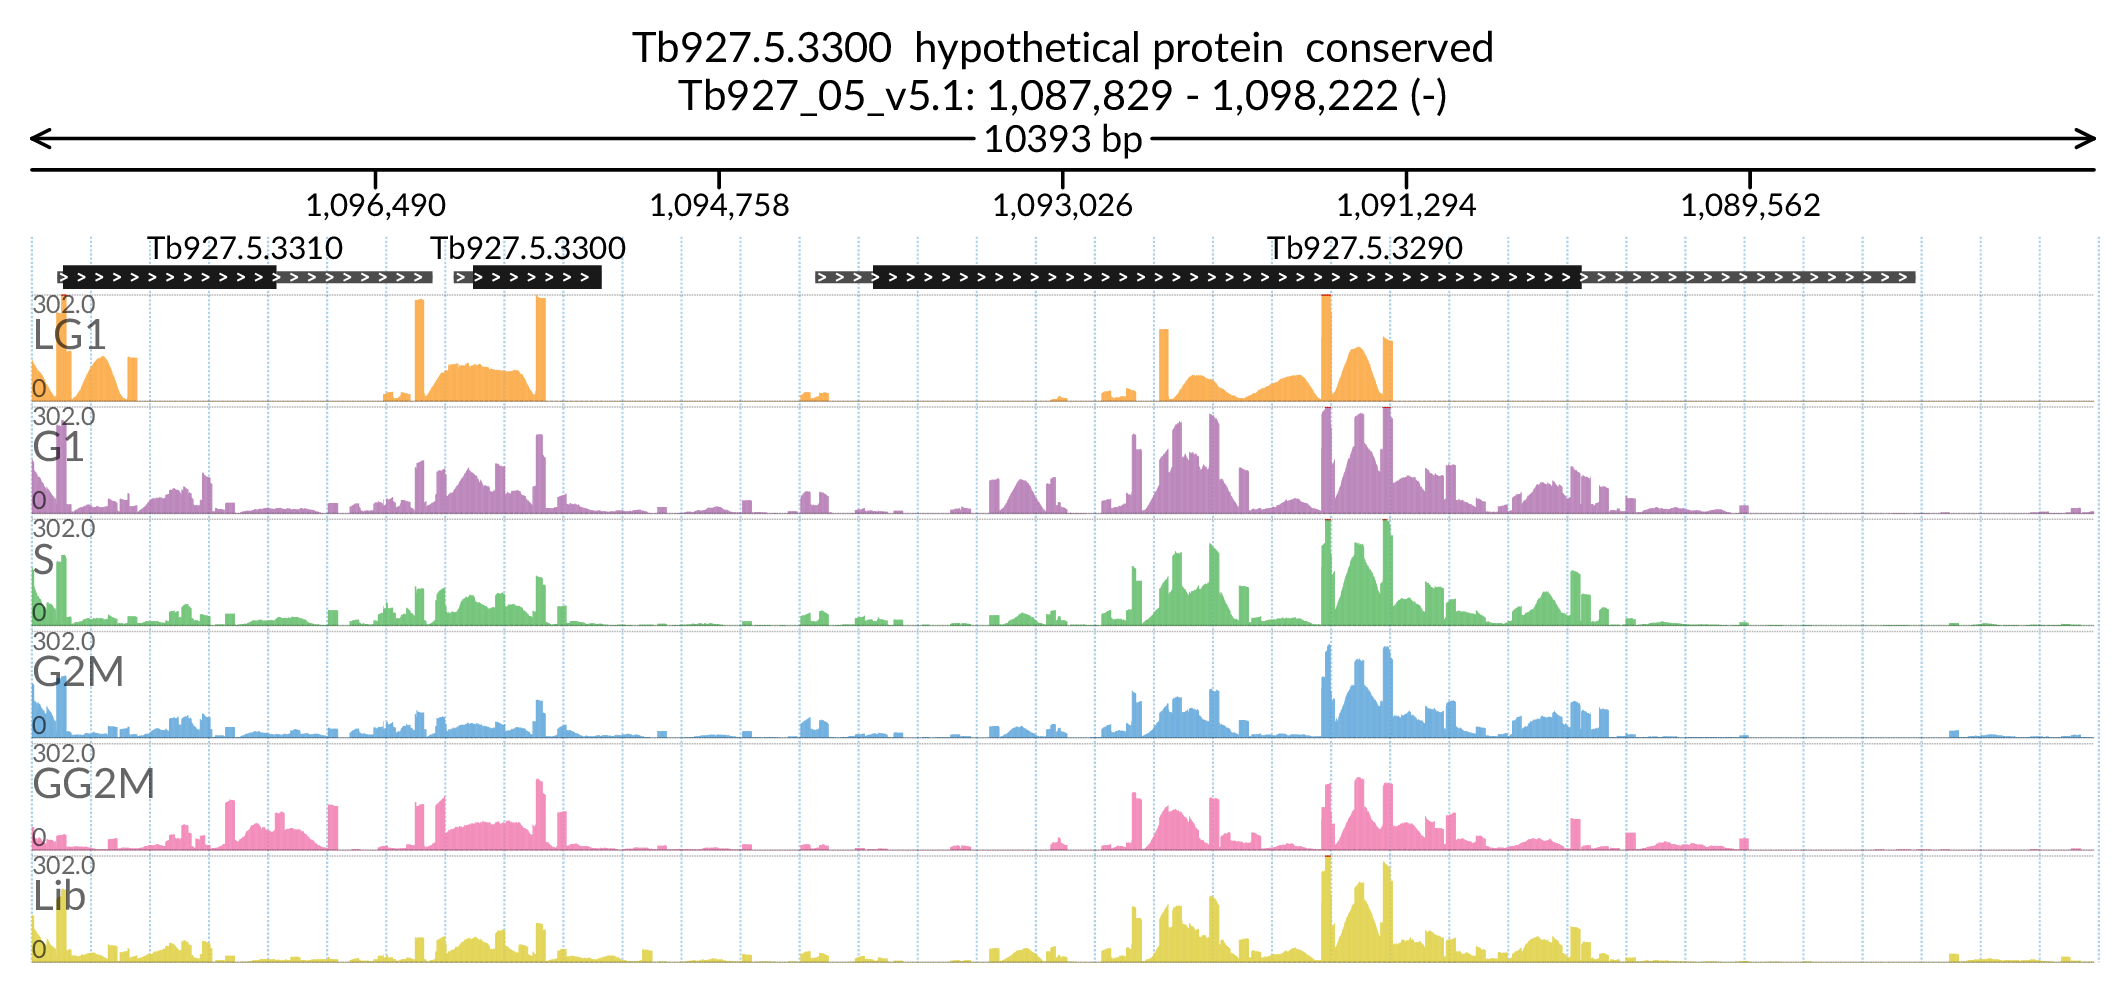 Tb927.5.3300 hypothetical protein conserved
Tb927_05_v5.1: 1,087,829 - 1,098,222 (-)
10393 bp
1,096,490 1,094,758 1,093,026 1,091,294 1,089,562
Tb927.5.3310 Tb927.5.3300 Tb927.5.3290
302.0
LG1
0
302.0
G1
0
302.0
S
0
302.0
G2M
0
302.0
GG2M
0
302.0
Lib
0